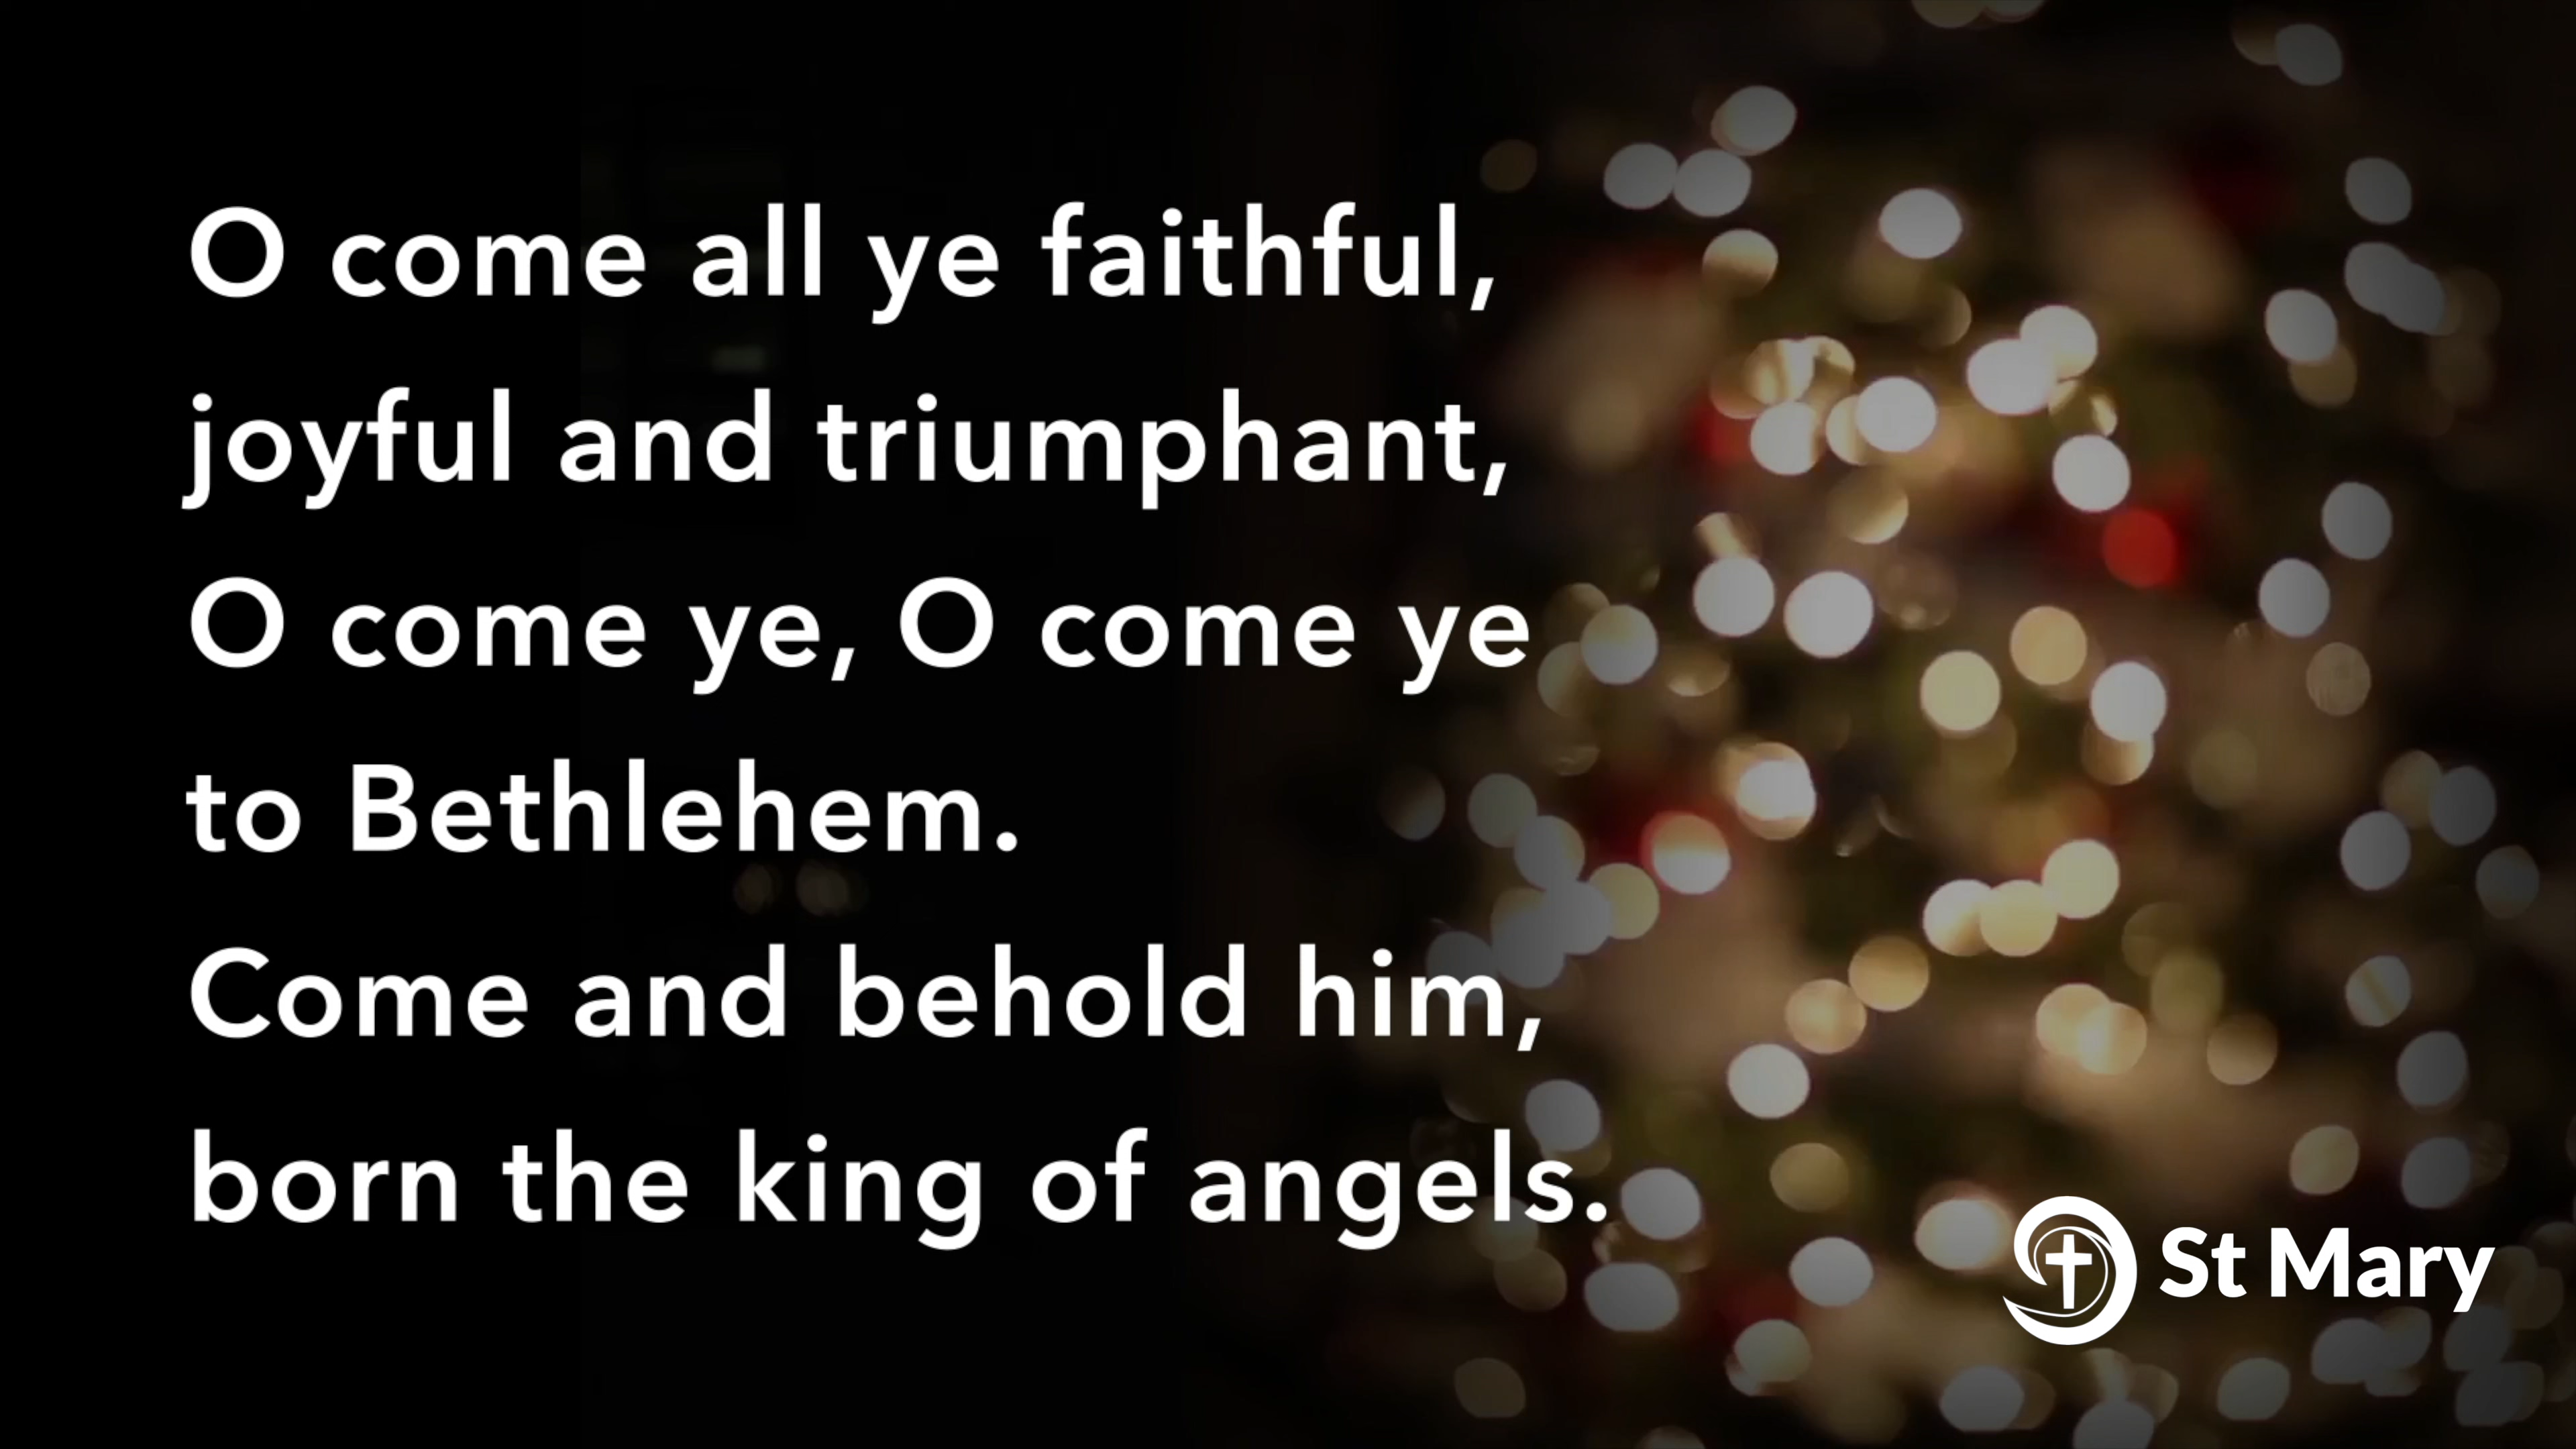 O come all ye faithful,
joyful and triumphant,
O come ye, O come ye
to Bethlehem.
Come and behold him,
born the king of angels.
St Mary